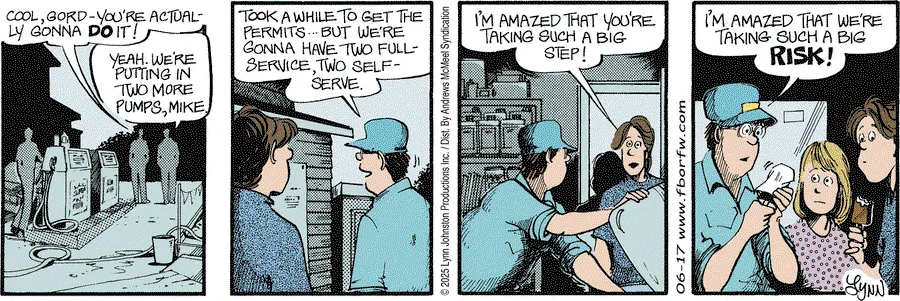 COOL, GORD-YOU'RE ACTUAL-
LY GONNA DO IT!
YEAH. WE'RE
PUTTING IN
TWO MORE
PUMPS, MIKE.
TOOK A WHILE TO GET THE
PERMITS... BUT WE'RE
GONNA HAVE TWO FULL-
SERVICE, TWO SELF-
SERVE.
© 2025 Lynn Johnston Productions Inc. / Dist. By Andrews McMeel Syndication
I'M AMAZED THAT YOU'RE
TAKING SUCH A BIG
STEP!
06-17 www.fborfw.com
I'M AMAZED THAT WE'RE
TAKING SUCH A BIG
RISK!
LYNN